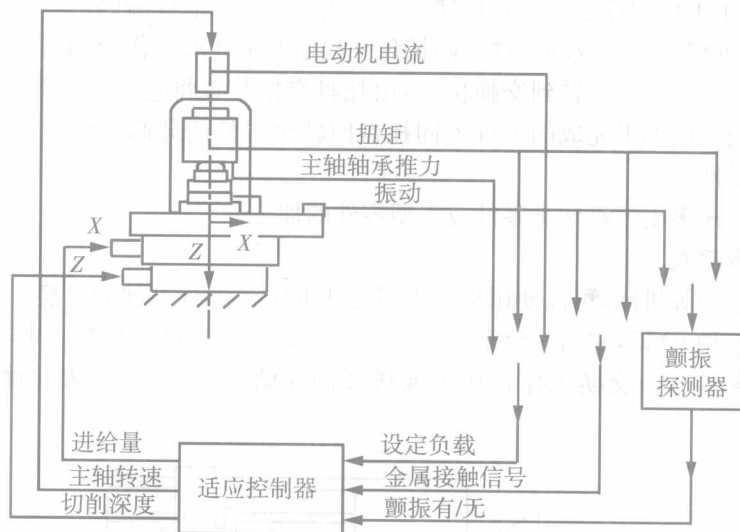 电动机电流
扭矩
主轴轴承推力
振动
X
X
Z
Z
颤振
探测器
进给量
设定负载
主轴转速
适应控制器
金属接触信号
切削深度
颤振有/无